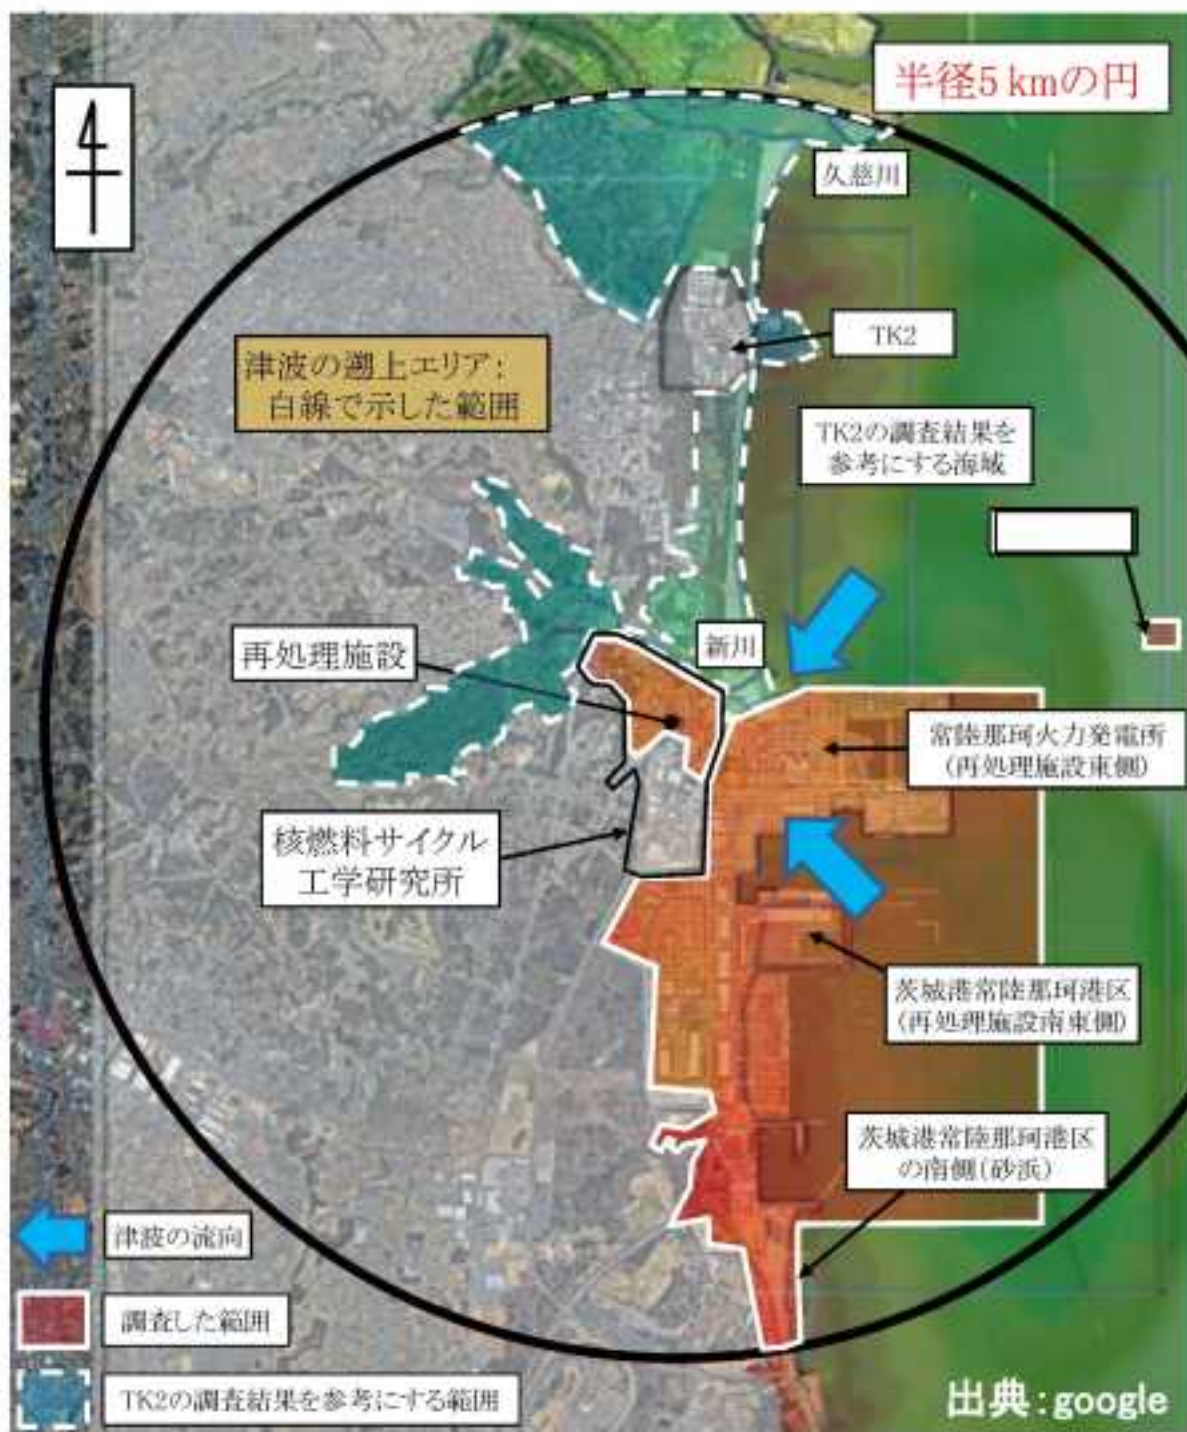 半径5 kmの円
久慈川
TK2
津波の遡上エリア:
白線で示した範囲
TK2の調査結果を
参考にする海域
再処理施設
新川
常陸那珂火力発電所
(再処理施設東側)
核燃料サイクル
工学研究所
茨城港常陸那珂港区
(再処理施設南東側)
茨城港常陸那珂港区
の南側(砂浜)
津波の流向
調査した範囲
TK2の調査結果を参考にする範囲
出典:google